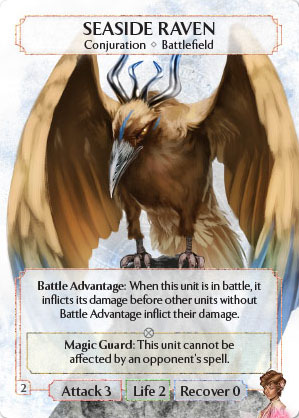 SEASIDE RAVEN
Conjuration ⋄ Battlefield
Battle Advantage: When this unit is in battle, it
inflicts its damage before other units without
Battle Advantage inflict their damage.
Magic Guard: This unit cannot be
affected by an opponent's spell.
2
Attack 3 Life 2 Recover 0